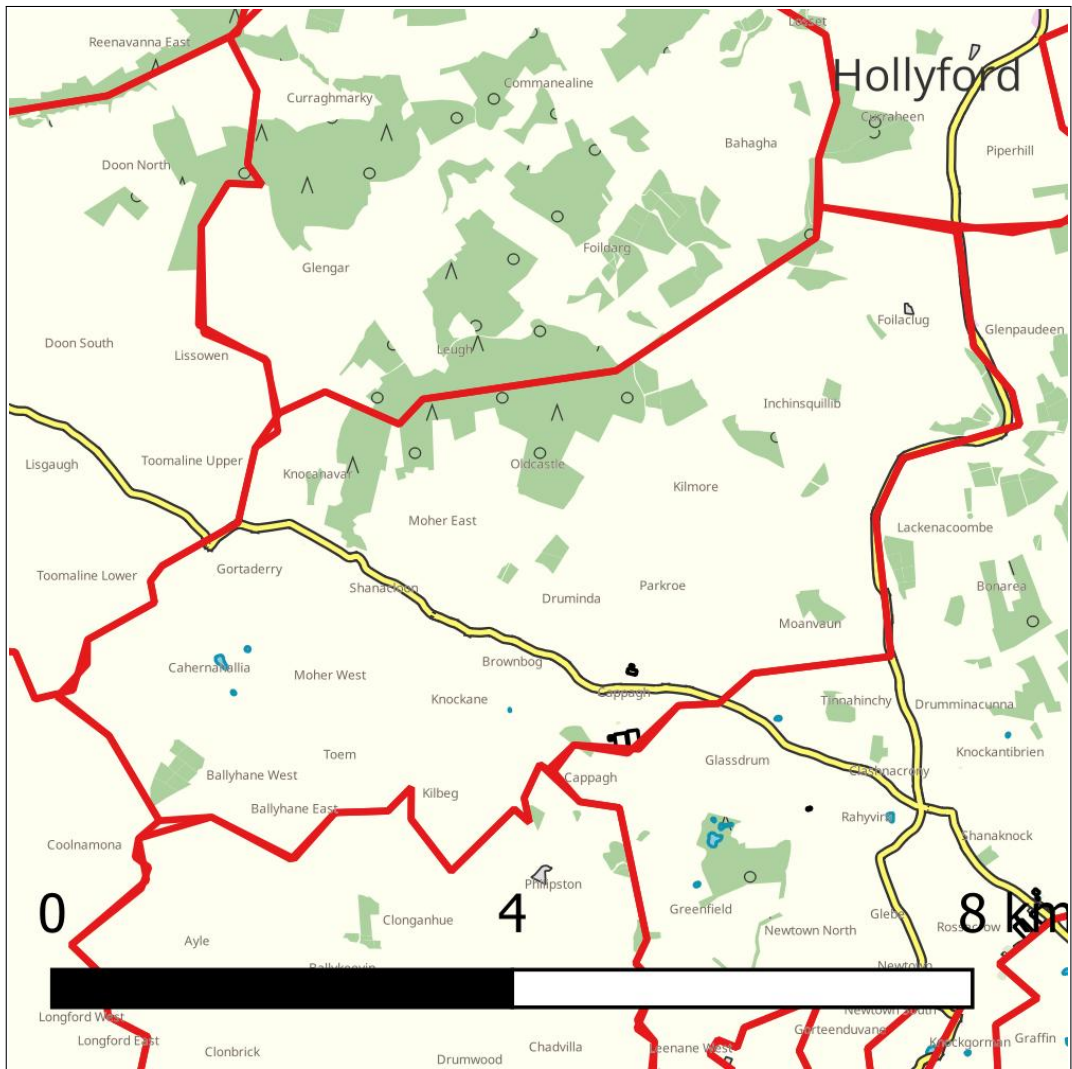 Losset
Reenavanna East
Hollyford
Commanealine
Curraghmarky
Curraheen
Bahagha
Piperhill
Doon North
Foildarg
Glengar
Foilaclug
Glenpaudeen
Doon South
Leugh
Lissowen
Inchinsquillib
Toomaline Upper
Lisgaugh
Oldcastle
Knocanavar
Kilmore
Moher East
Lackenacoombe
Gortaderry
Toomaline Lower
Shanacloon
Parkroe
Bonarea
Druminda
Moanvaun
Brownbog
Cahernahallia
Moher West
Cappagh
Knockane
Tinnahinchy
Drumminacunna
Toem
Knockantibrien
Glassdrum
Ballyhane West
Clashnacrony
Cappagh
Kilbeg
Ballyhane East
Rahyvira
Shanaknock
Coolnamona
Philipston
0 4 8 km
Greenfield
Glebe
Clonganhue
Rossacrow
Newtown North
Ayle
Newtown
Ballykeevin
Newtown South
Longford West
Gorteenduvane
Longford East
Graffin
Knockgorman
Chadvilla
Leenane West
Clonbrick
Drumwood